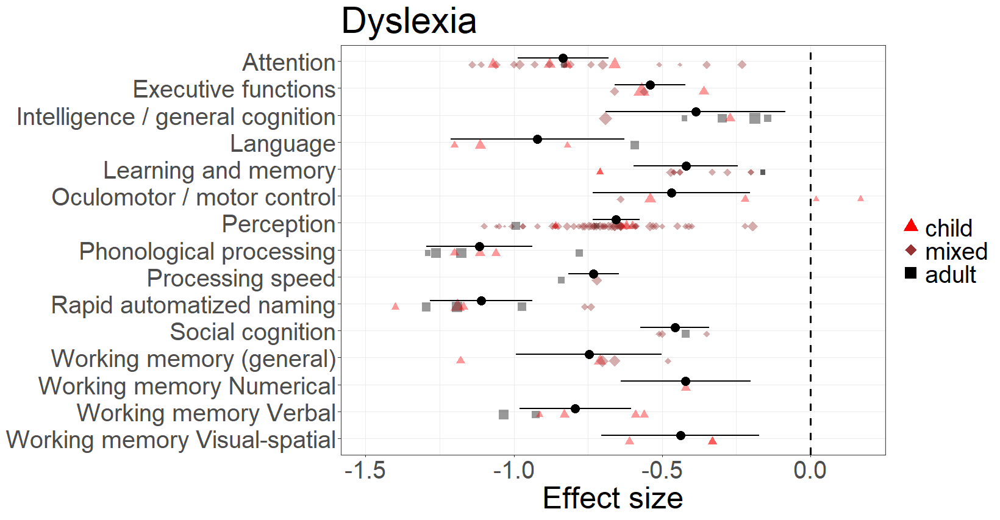 Dyslexia
Attention
Executive functions
Intelligence / general cognition
Language
Learning and memory
Oculomotor / motor control
Perception
Phonological processing
Processing speed
Rapid automatized naming
Social cognition
Working memory (general)
Working memory Numerical
Working memory Verbal
Working memory Visual-spatial
child
mixed
adult
-1.5 -1.0 -0.5 0.0
Effect size